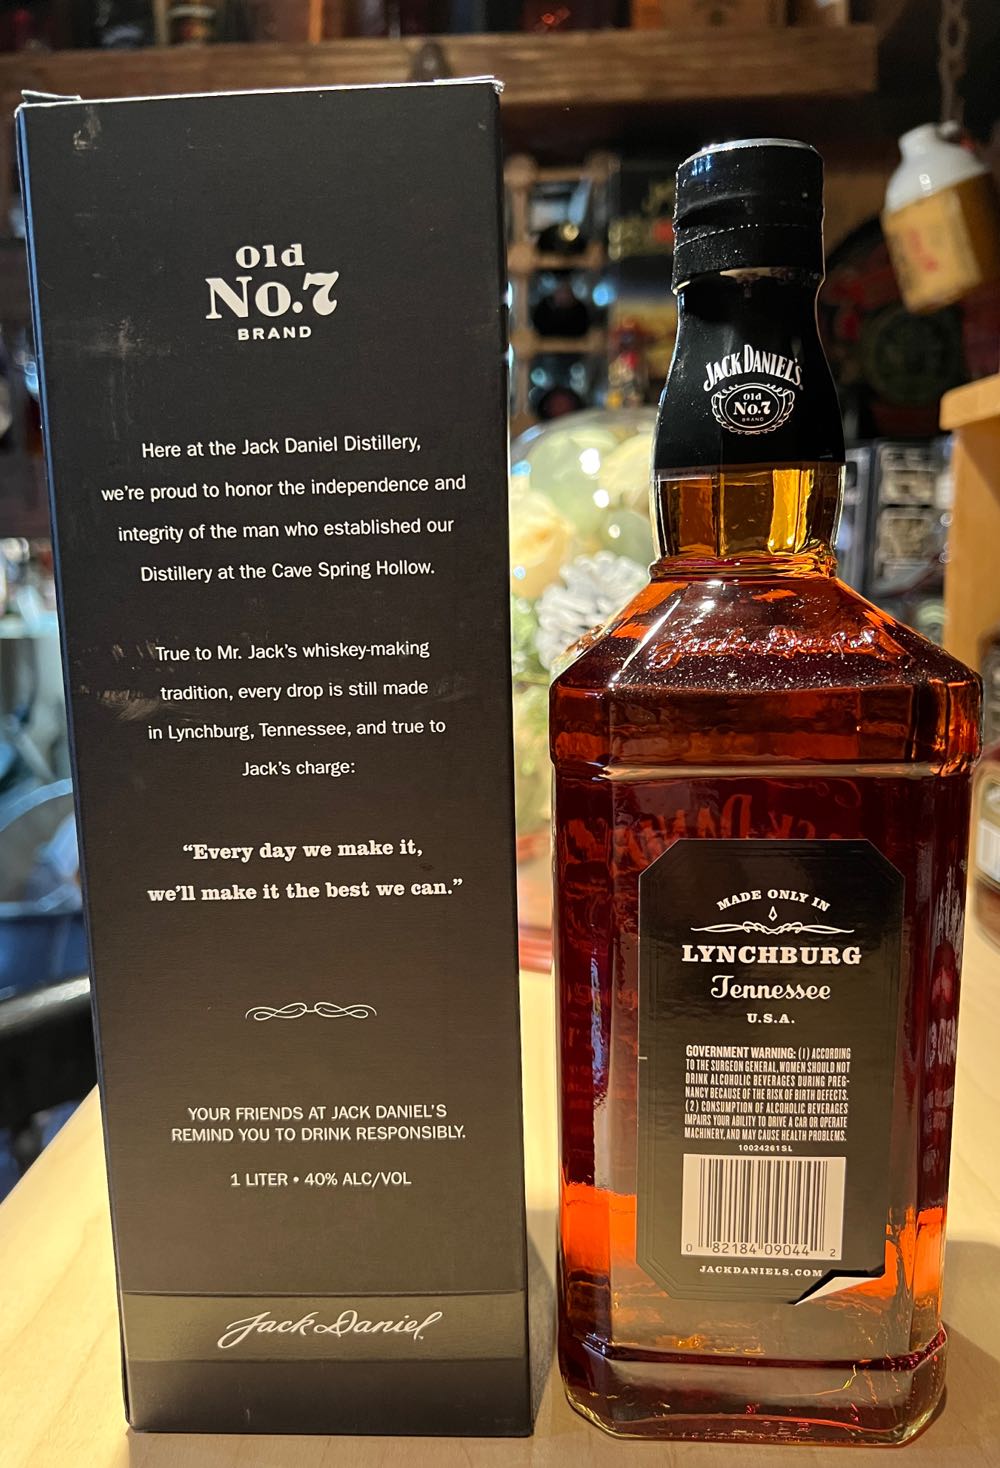 Old
No.7
BRAND
Here at the Jack Daniel Distillery,
we're proud to honor the independence and
integrity of the man who established our
Distillery at the Cave Spring Hollow.
True to Mr. Jack's whiskey-making
tradition, every drop is still made
in Lynchburg, Tennessee, and true to
Jack's charge:
"Every day we make it,
we'll make it the best we can."
YOUR FRIENDS AT JACK DANIEL'S
REMIND YOU TO DRINK RESPONSIBLY.
1 LITER • 40% ALC/VOL
Jack Daniel
JACK DANIEL'S
Old
No.7
BRAND
Jack Daniel
MADE ONLY IN
LYNCHBURG
Tennessee
U.S.A.
GOVERNMENT WARNING: (1) ACCORDING
TO THE SURGEON GENERAL, WOMEN SHOULD NOT
DRINK ALCOHOLIC BEVERAGES DURING PREG-
NANCY BECAUSE OF THE RISK OF BIRTH DEFECTS.
(2) CONSUMPTION OF ALCOHOLIC BEVERAGES
IMPAIRS YOUR ABILITY TO DRIVE A CAR OR OPERATE
MACHINERY, AND MAY CAUSE HEALTH PROBLEMS.
10024261SL
0 82184 09044 2
JACKDANIELS.COM